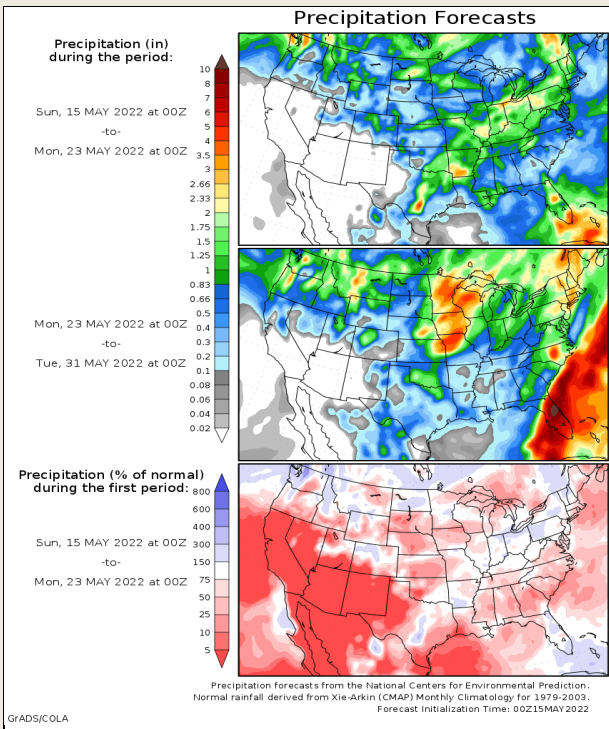 Precipitation Forecasts
Precipitation (in)
during the period:
Sun, 15 MAY 2022 at 00Z
-to-
Mon, 23 MAY 2022 at 00Z
Mon, 23 MAY 2022 at 00Z
-to-
Tue, 31 MAY 2022 at 00Z
10
8
7
6
5
4
3.5
3
2.66
2.33
2
1.75
1.5
1.25
1
0.83
0.66
0.5
0.4
0.3
0.2
0.1
0.08
0.06
0.04
0.02
Precipitation (% of normal)
during the first period:
Sun, 15 MAY 2022 at 00Z
-to-
Mon, 23 MAY 2022 at 00Z
800
600
400
300
150
75
50
25
10
5
Precipitation forecasts from the National Centers for Environmental Prediction.
Normal rainfall derived from Xie-Arkin (CMAP) Monthly Climatology for 1979-2003.
Forecast Initialization Time: 00Z15MAY2022
GrADS/COLA